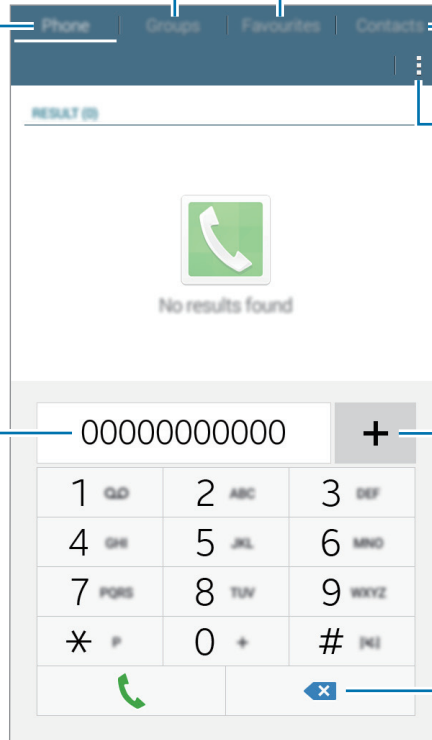 Phone Groups Favourites Contacts
RESULT (0)
No results found
00000000000 +
1 2 ABC 3 DEF
4 GHI 5 JKL 6 MNO
7 PQRS 8 TUV 9 WXYZ
* P 0 + #